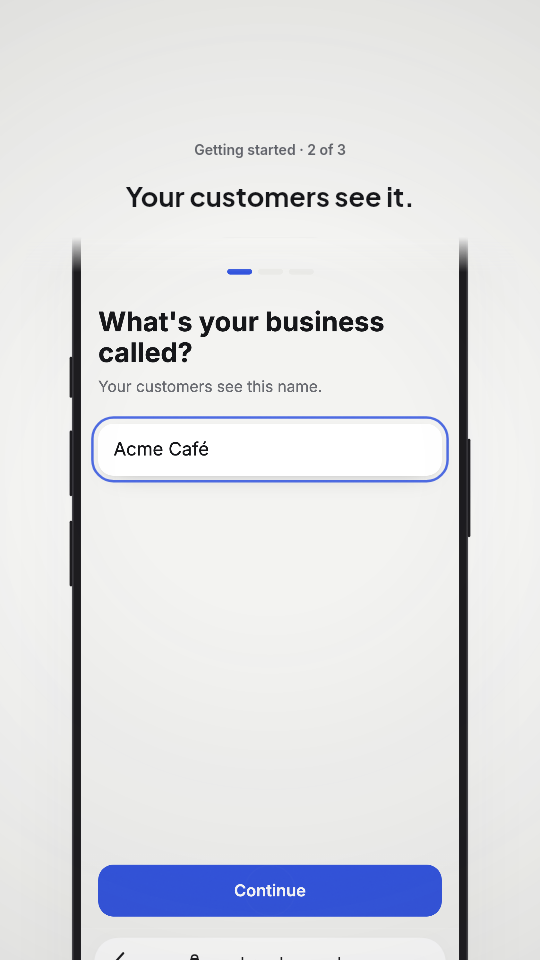 Getting started · 2 of 3
Your customers see it.
What's your business
called?
Your customers see this name.
Acme Café
Continue